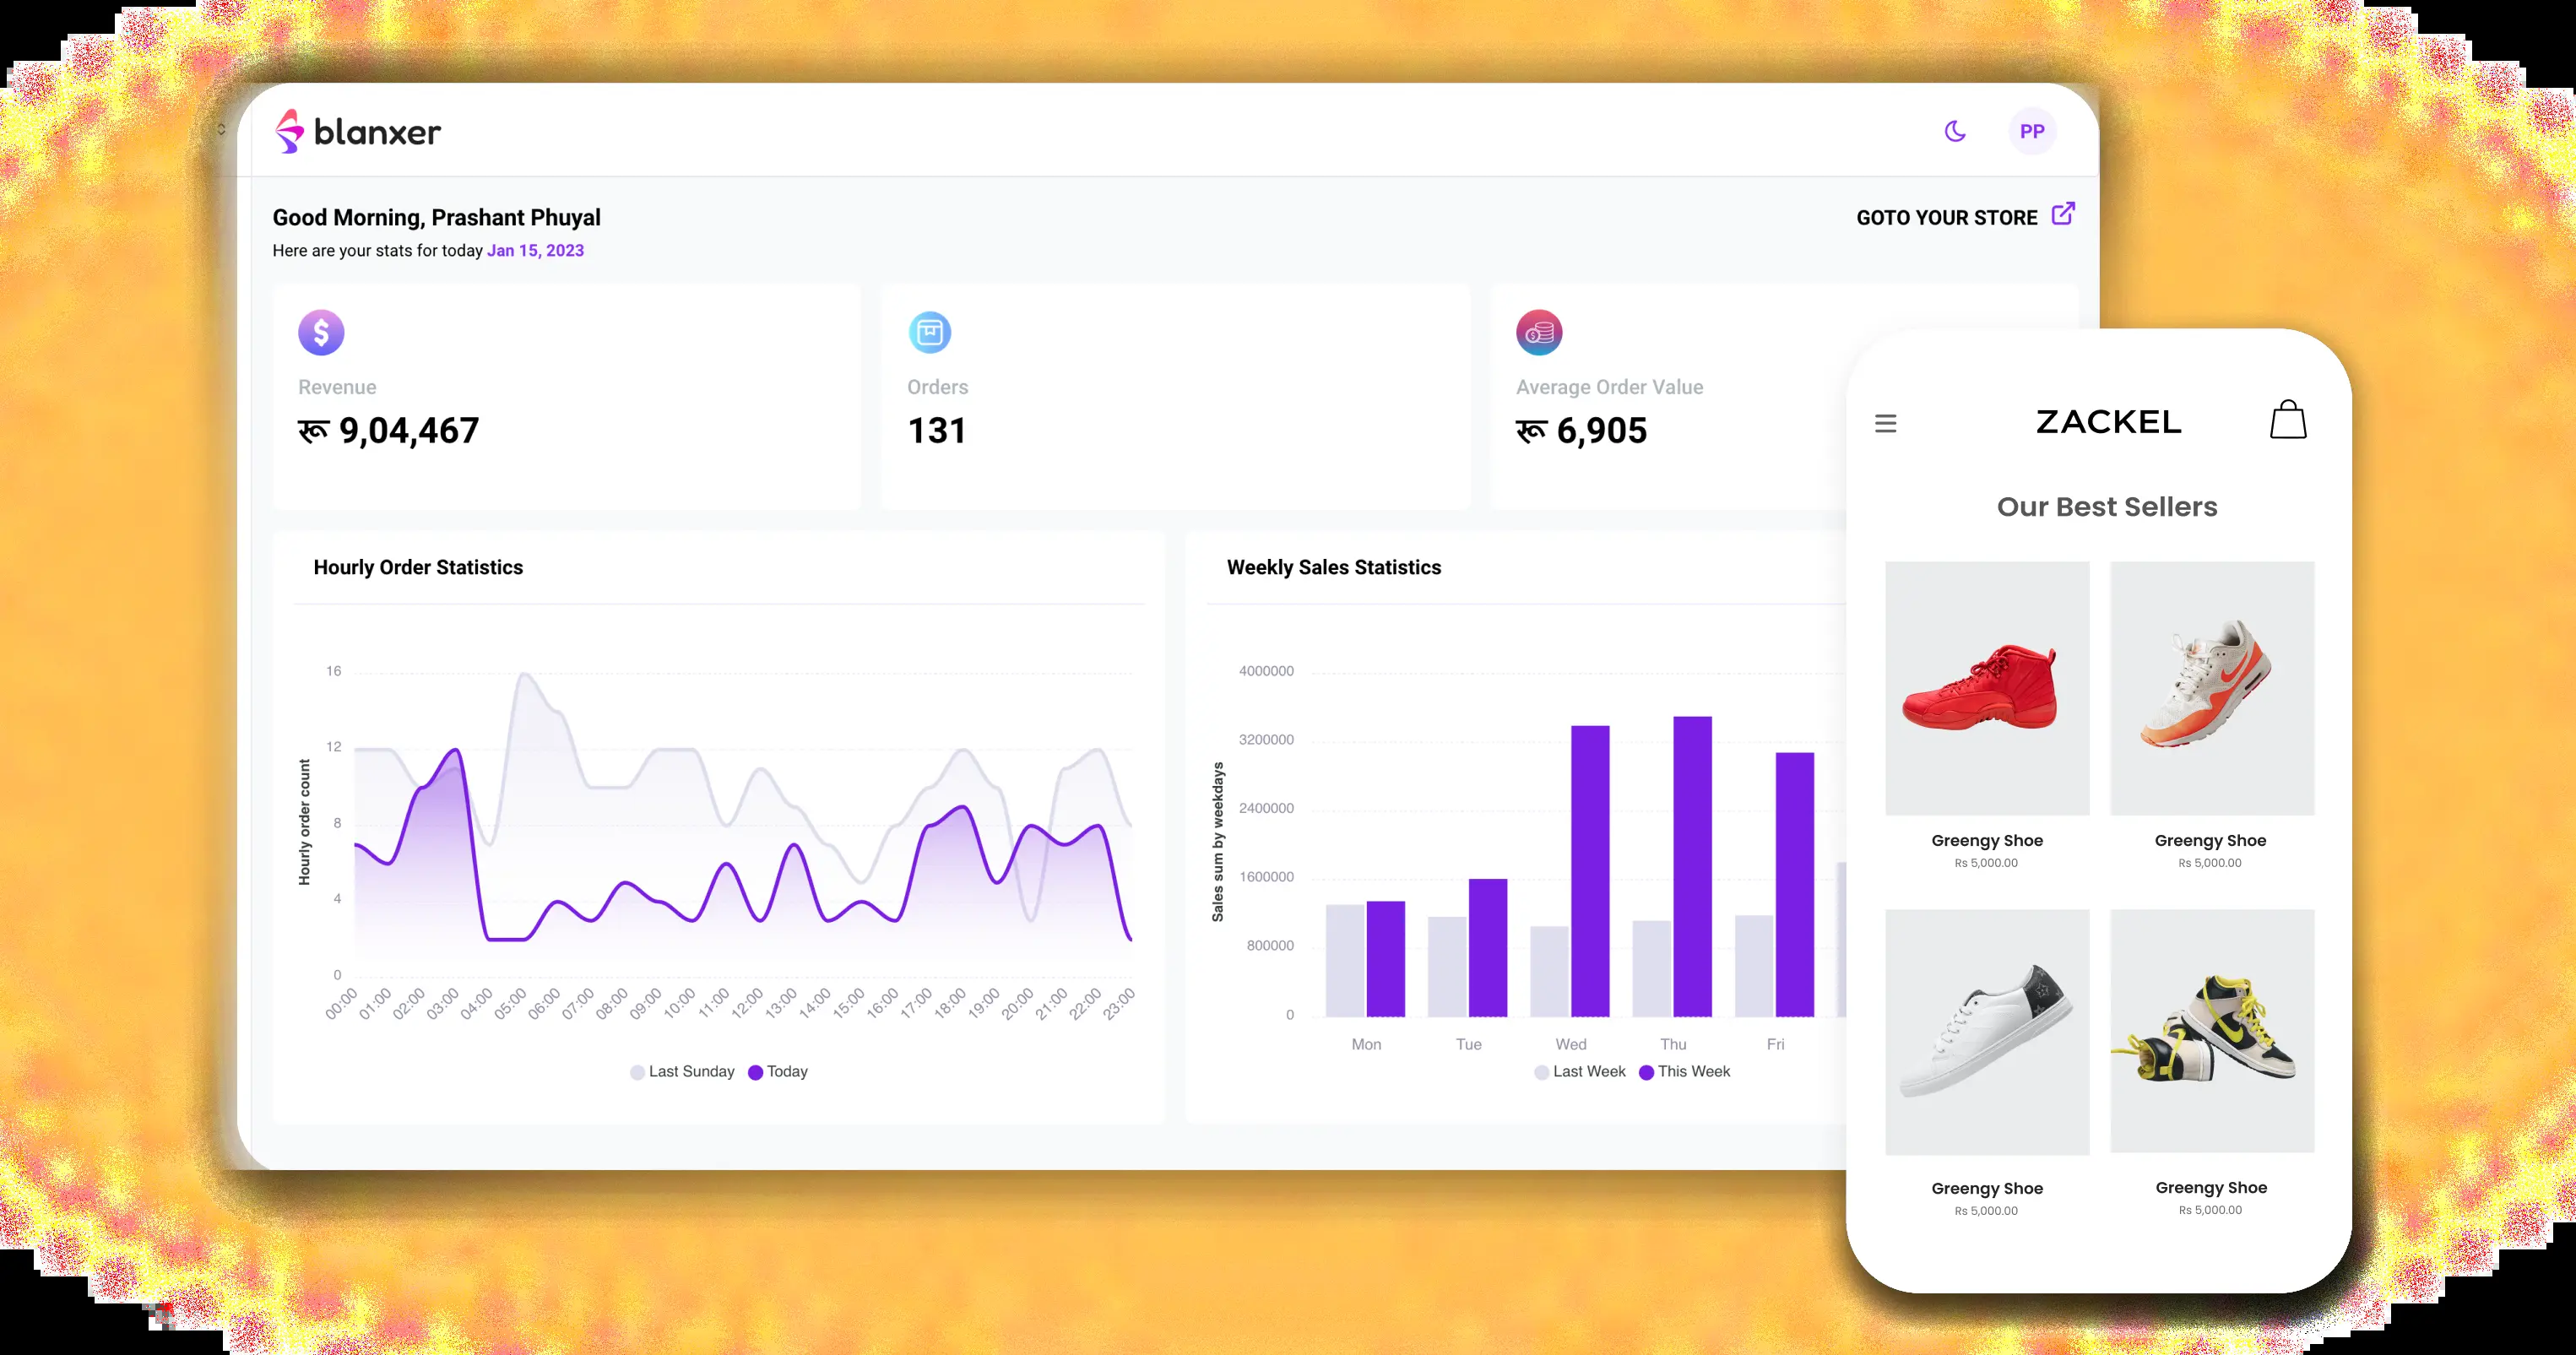 blanxer
PP
Good Morning, Prashant Phuyal
GOTO YOUR STORE
Here are your stats for today Jan 15, 2023
Revenue
रू 9,04,467
Orders
131
Average Order Value
रू 6,905
Hourly Order Statistics
Hourly order count
16
12
8
4
0
00:00 01:00 02:00 03:00 04:00 05:00 06:00 07:00 08:00 09:00 10:00 11:00 12:00 13:00 14:00 15:00 16:00 17:00 18:00 19:00 20:00 21:00 22:00 23:00
Last Sunday Today
Weekly Sales Statistics
Sales sum by weekdays
4000000
3200000
2400000
1600000
800000
0
Mon Tue Wed Thu Fri
Last Week This Week
ZACKEL
Our Best Sellers
Greengy Shoe
Rs 5,000.00
Greengy Shoe
Rs 5,000.00
Greengy Shoe
Rs 5,000.00
Greengy Shoe
Rs 5,000.00